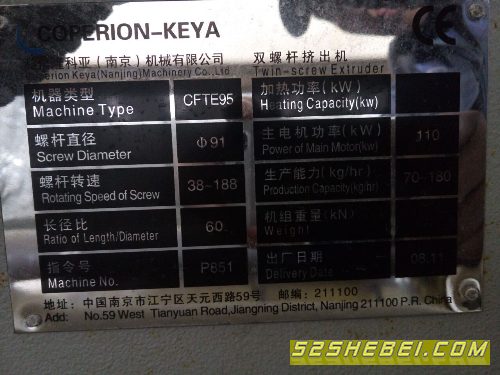 COPERION-KEYA
科亚（南京）机械有限公司
双螺杆挤出机
Coperion Keya(Nanjing)Machinery Co.,Ltd
Twin-screw Extruder
CE
机器类型
Machine Type
CFTE95
加热功率(kW)
Heating Capacity(kw)
螺杆直径
Screw Diameter
Φ91
主电机功率(kW)
Power of Main Motor(kw)
110
螺杆转速
Rotating Speed of Screw
38-188
生产能力(kg/hr)
Production Capacity(kg/hr)
70-180
长径比
Ratio of Length/Diameter
60
机组重量(kN)
Weight
指令号
Machine No.
P851
出厂日期
Delivery Date
08.11
地址： 中国南京市江宁区天元西路59号 邮编：211100
Add: No.59 West Tianyuan Road,Jiangning District, Nanjing 211100 P.R. China
52SHEBEI.COM